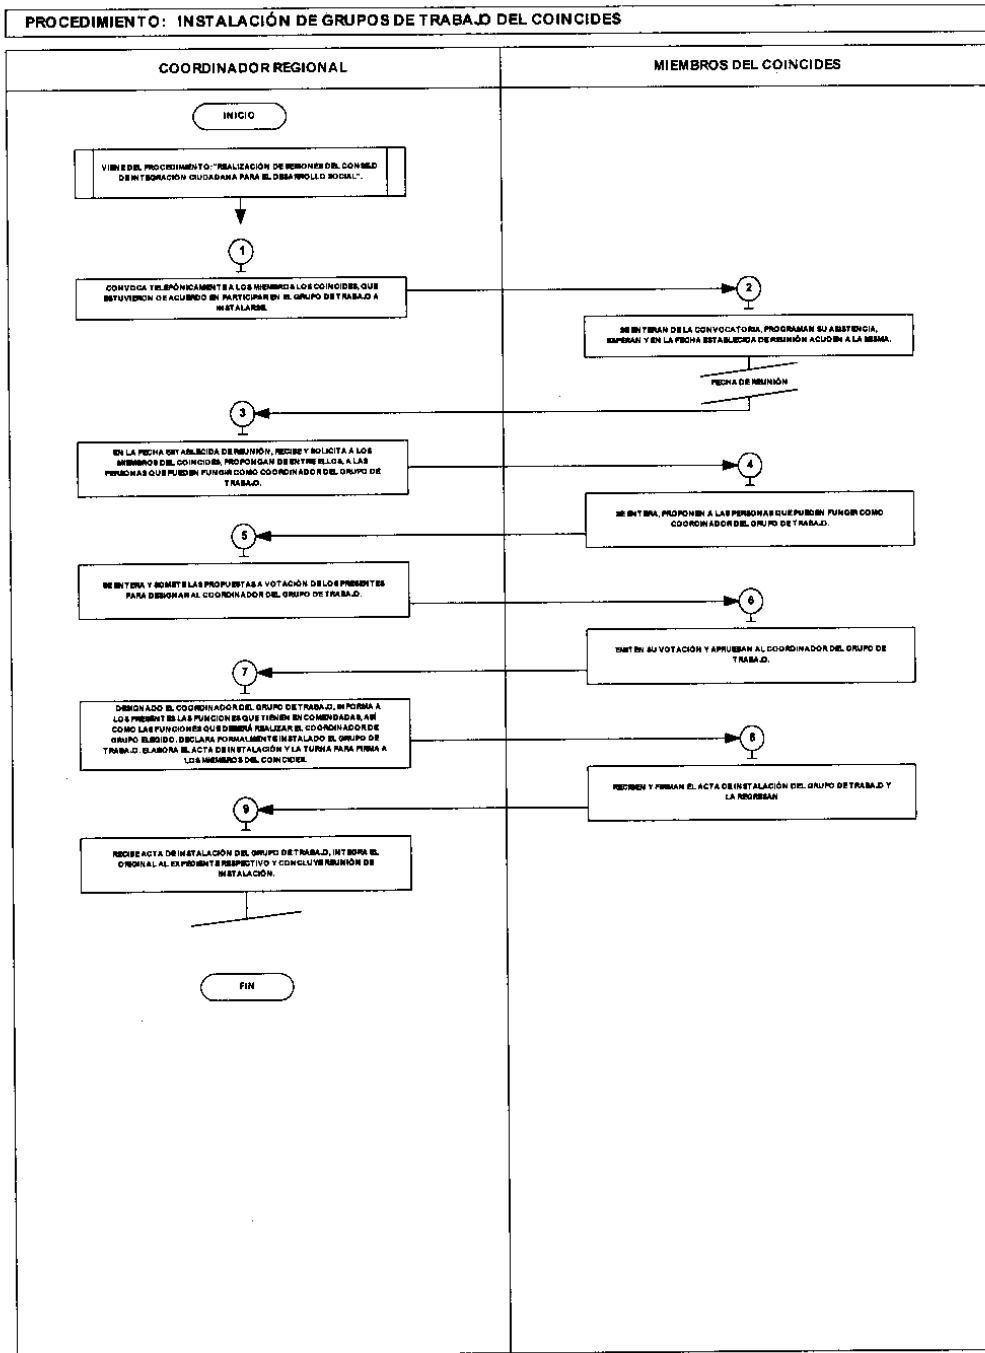 PROCEDIMIENTO: INSTALACIÓN DE GRUPOS DE TRABAJO DEL COINCIDES
COORDINADOR REGIONAL
MIEMBROS DEL COINCIDES
INICIO
VIENE DEL PROCEDIMIENTO: "REALIZACIÓN DE SESIONES DEL CONSEJO
DE INTEGRACIÓN CIUDADANA PARA EL DESARROLLO SOCIAL".
1
CONVOCA TELEFÓNICAMENTE A LOS MIEMBROS LOS COINCIDES, QUE
ESTUVIERON DE ACUERDO EN PARTICIPAR EN EL GRUPO DE TRABAJO A
INSTALARSE.
2
SE ENTERAN DE LA CONVOCATORIA, PROGRAMAN SU ASISTENCIA,
ESPERAN Y EN LA FECHA ESTABLECIDA DE REUNIÓN ACUDEN A LA MISMA.
FECHA DE REUNIÓN
3
EN LA FECHA ESTABLECIDA DE REUNIÓN, RECIBE Y SOLICITA A LOS
MIEMBROS DEL COINCIDES, PROPONGAN DE ENTRE ELLOS, A LAS
PERSONAS QUE PUEDEN FUNGIR COMO COORDINADOR DEL GRUPO DE
TRABAJO.
4
SE ENTERA, PROPONEN A LAS PERSONAS QUE PUEDEN FUNGIR COMO
COORDINADOR DEL GRUPO DE TRABAJO.
5
SE ENTERA Y SOMETE LAS PROPUESTAS A VOTACIÓN DE LOS PRESENTES
PARA DESIGNAR AL COORDINADOR DEL GRUPO DE TRABAJO.
6
EMITEN SU VOTACIÓN Y APRUEBAN AL COORDINADOR DEL GRUPO DE
TRABAJO.
7
DESIGNADO EL COORDINADOR DEL GRUPO DE TRABAJO, INFORMA A
LOS PRESENTES LAS FUNCIONES QUE TIENEN ENCOMENDADAS, ASÍ
COMO LAS FUNCIONES QUE DEBERÁ REALIZAR EL COORDINADOR DE
GRUPO ELEGIDO. DECLARA FORMALMENTE INSTALADO EL GRUPO DE
TRABAJO. ELABORA EL ACTA DE INSTALACIÓN Y LA TURNA PARA FIRMA A
LOS MIEMBROS DEL COINCIDES.
8
RECIBEN Y FIRMAN EL ACTA DE INSTALACIÓN DEL GRUPO DE TRABAJO Y
LA REGRESAN
9
RECIBE ACTA DE INSTALACIÓN DEL GRUPO DE TRABAJO, INTEGRA EL
ORIGINAL AL EXPEDIENTE RESPECTIVO Y CONCLUYE REUNIÓN DE
INSTALACIÓN.
FIN